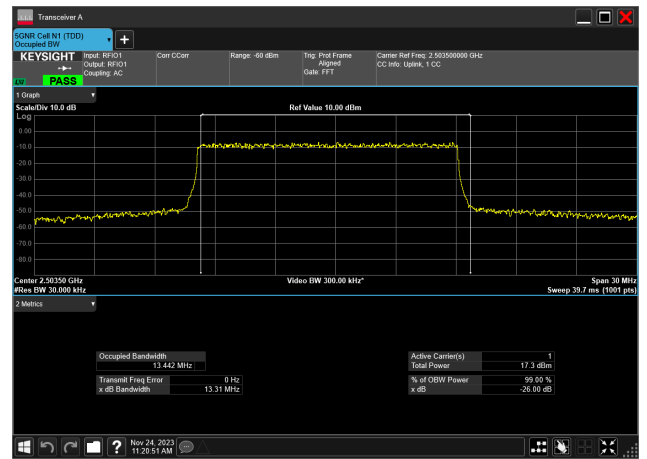 Transceiver A
5GNR Cell N1 (TDD)
Occupied BW
KEYSIGHT
LW
PASS
Input: RFIO1
Output: RFIO1
Coupling: AC
Corr CCorr
Range: -60 dBm
Trig: Prot Frame
Aligned
Gate: FFT
Carrier Ref Freq: 2.503500000 GHz
CC Info: Uplink, 1 CC
1 Graph
Scale/Div 10.0 dB
Ref Value 10.00 dBm
Log
0.00
-10.0
-20.0
-30.0
-40.0
-50.0
-60.0
-70.0
-80.0
Center 2.50350 GHz
Video BW 300.00 kHz*
Span 30 MHz
#Res BW 30.000 kHz
Sweep 39.7 ms (1001 pts)
2 Metrics
Occupied Bandwidth
13.442 MHz
Transmit Freq Error 0 Hz
x dB Bandwidth 13.31 MHz
Active Carrier(s) 1
Total Power 17.3 dBm
% of OBW Power 99.00 %
x dB -26.00 dB
Nov 24, 2023
11:20:51 AM